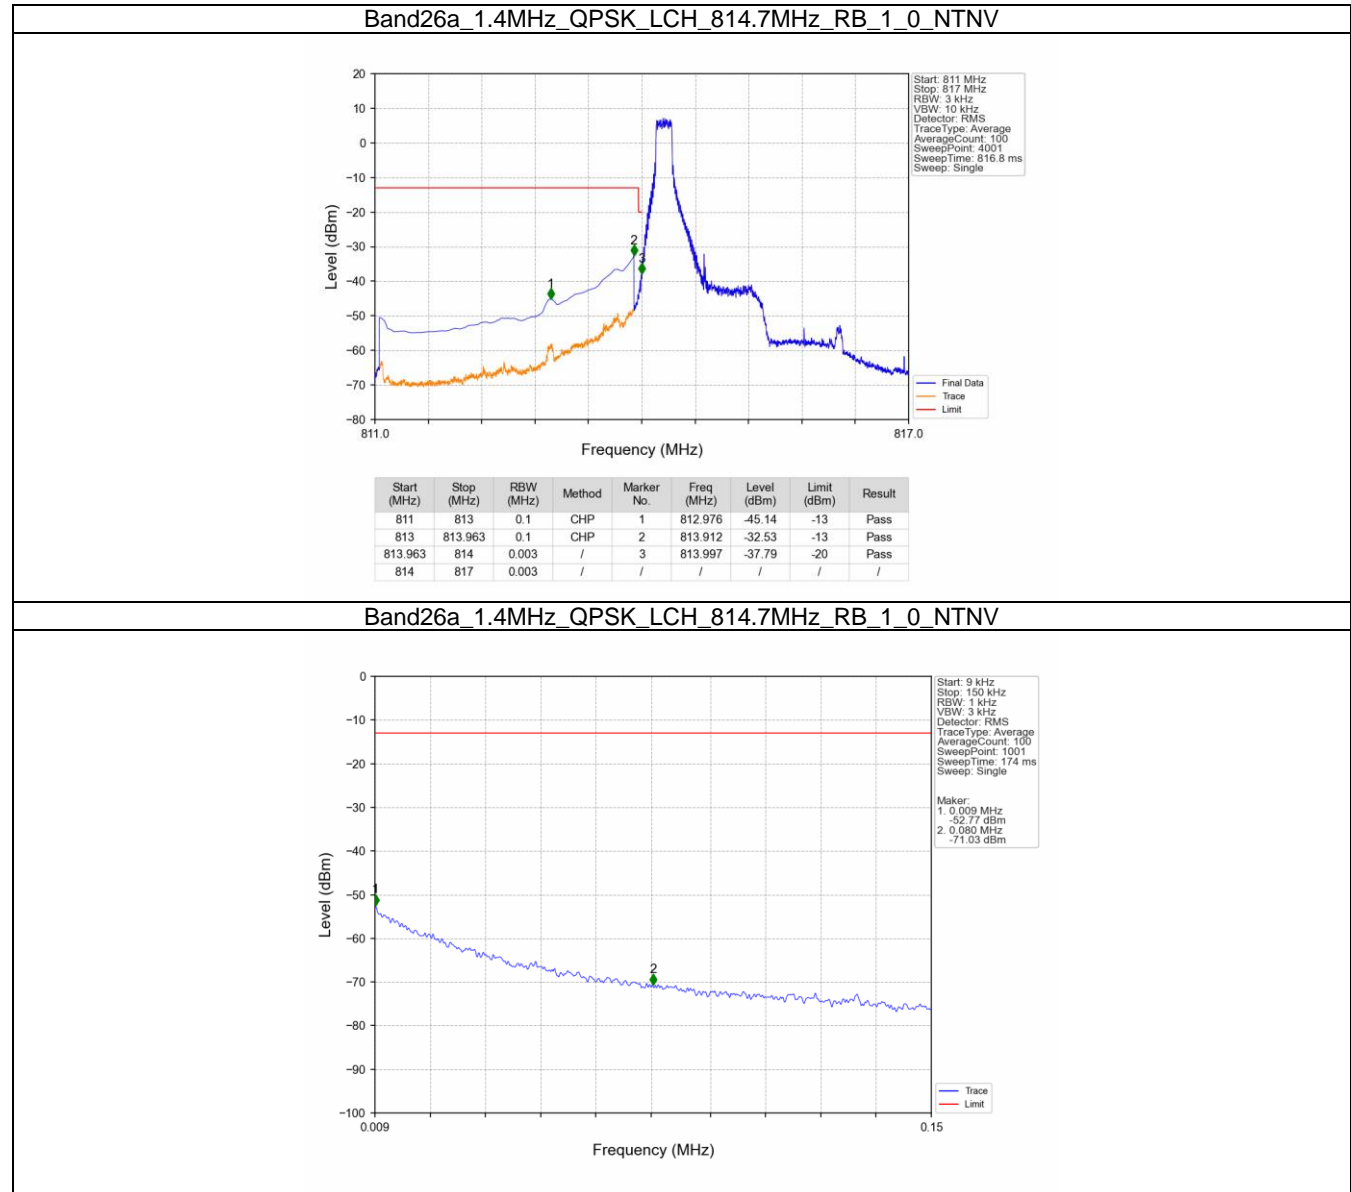 Band26a_1.4MHz_QPSK_LCH_814.7MHz_RB_1_0_NTNV
20
10
0
−10
−20
−30
−40
−50
−60
−70
−80
Level (dBm)
1
2
3
811.0
817.0
Frequency (MHz)
Start: 811 MHz
Stop: 817 MHz
RBW: 3 kHz
VBW: 10 kHz
Detector: RMS
TraceType: Average
AverageCount: 100
SweepPoint: 4001
SweepTime: 816.8 ms
Sweep: Single
Final Data
Trace
Limit
Start (MHz) Stop (MHz) RBW (MHz) Method Marker No. Freq (MHz) Level (dBm) Limit (dBm) Result
811 813 0.1 CHP 1 812.976 -45.14 -13 Pass
813 813.963 0.1 CHP 2 813.912 -32.53 -13 Pass
813.963 814 0.003 / 3 813.997 -37.79 -20 Pass
814 817 0.003 / / / / / /
Band26a_1.4MHz_QPSK_LCH_814.7MHz_RB_1_0_NTNV
0
−10
−20
−30
−40
−50
−60
−70
−80
−90
−100
Level (dBm)
1
2
0.009
0.15
Frequency (MHz)
Start: 9 kHz
Stop: 150 kHz
RBW: 1 kHz
VBW: 3 kHz
Detector: RMS
TraceType: Average
AverageCount: 100
SweepPoint: 1001
SweepTime: 174 ms
Sweep: Single
Maker:
1. 0.009 MHz
-52.77 dBm
2. 0.080 MHz
-71.03 dBm
Trace
Limit